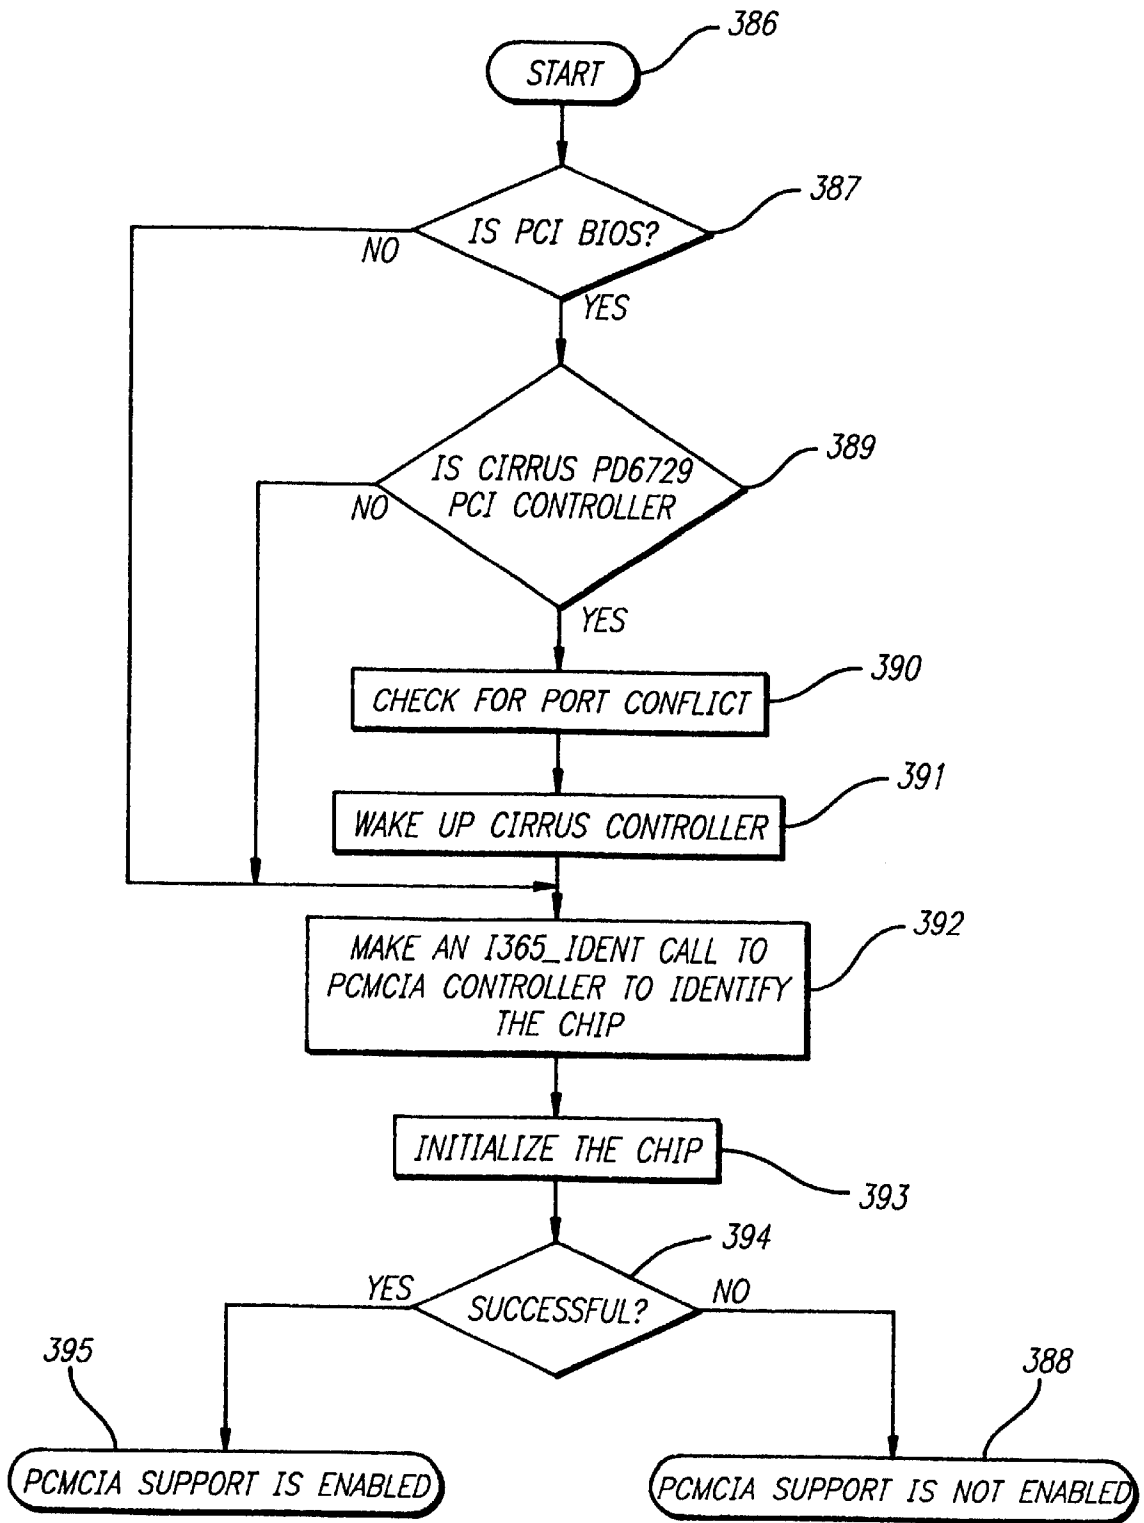 386
START
387
IS PCI BIOS?
NO
YES
389
IS CIRRUS PD6729
PCI CONTROLLER
NO
YES
390
CHECK FOR PORT CONFLICT
391
WAKE UP CIRRUS CONTROLLER
392
MAKE AN I365_IDENT CALL TO
PCMCIA CONTROLLER TO IDENTIFY
THE CHIP
INITIALIZE THE CHIP
393
394
YES
SUCCESSFUL?
NO
395
388
PCMCIA SUPPORT IS ENABLED
PCMCIA SUPPORT IS NOT ENABLED